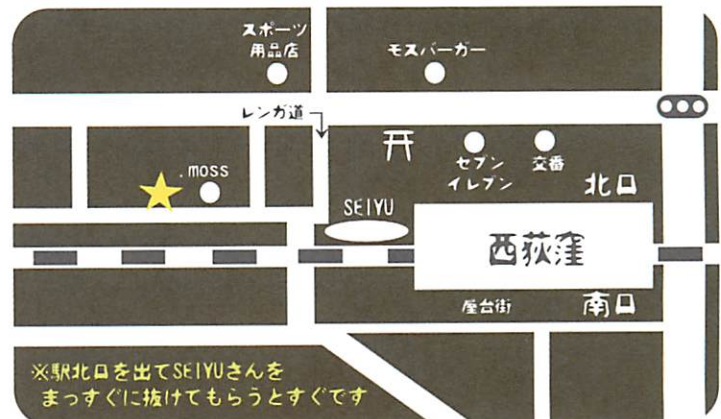 スポーツ
用品店
モスバーガー
レンガ道
セブン
イレブン
交番
.moss
北口
SEIYU
西荻窪
屋台街
南口
※駅北口を出てSEIYUさんを
まっすぐに抜けてもらうとすぐです